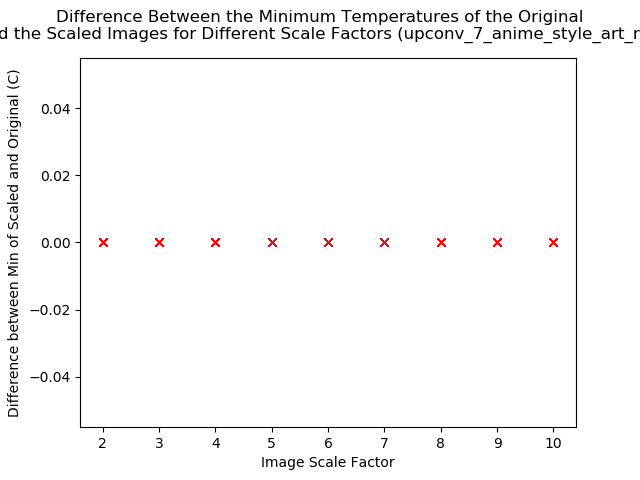 Difference Between the Minimum Temperatures of the Original
d the Scaled Images for Different Scale Factors (upconv_7_anime_style_art_r
Difference between Min of Scaled and Original (C)
0.04
0.02
0.00
−0.02
−0.04
2 3 4 5 6 7 8 9 10
Image Scale Factor